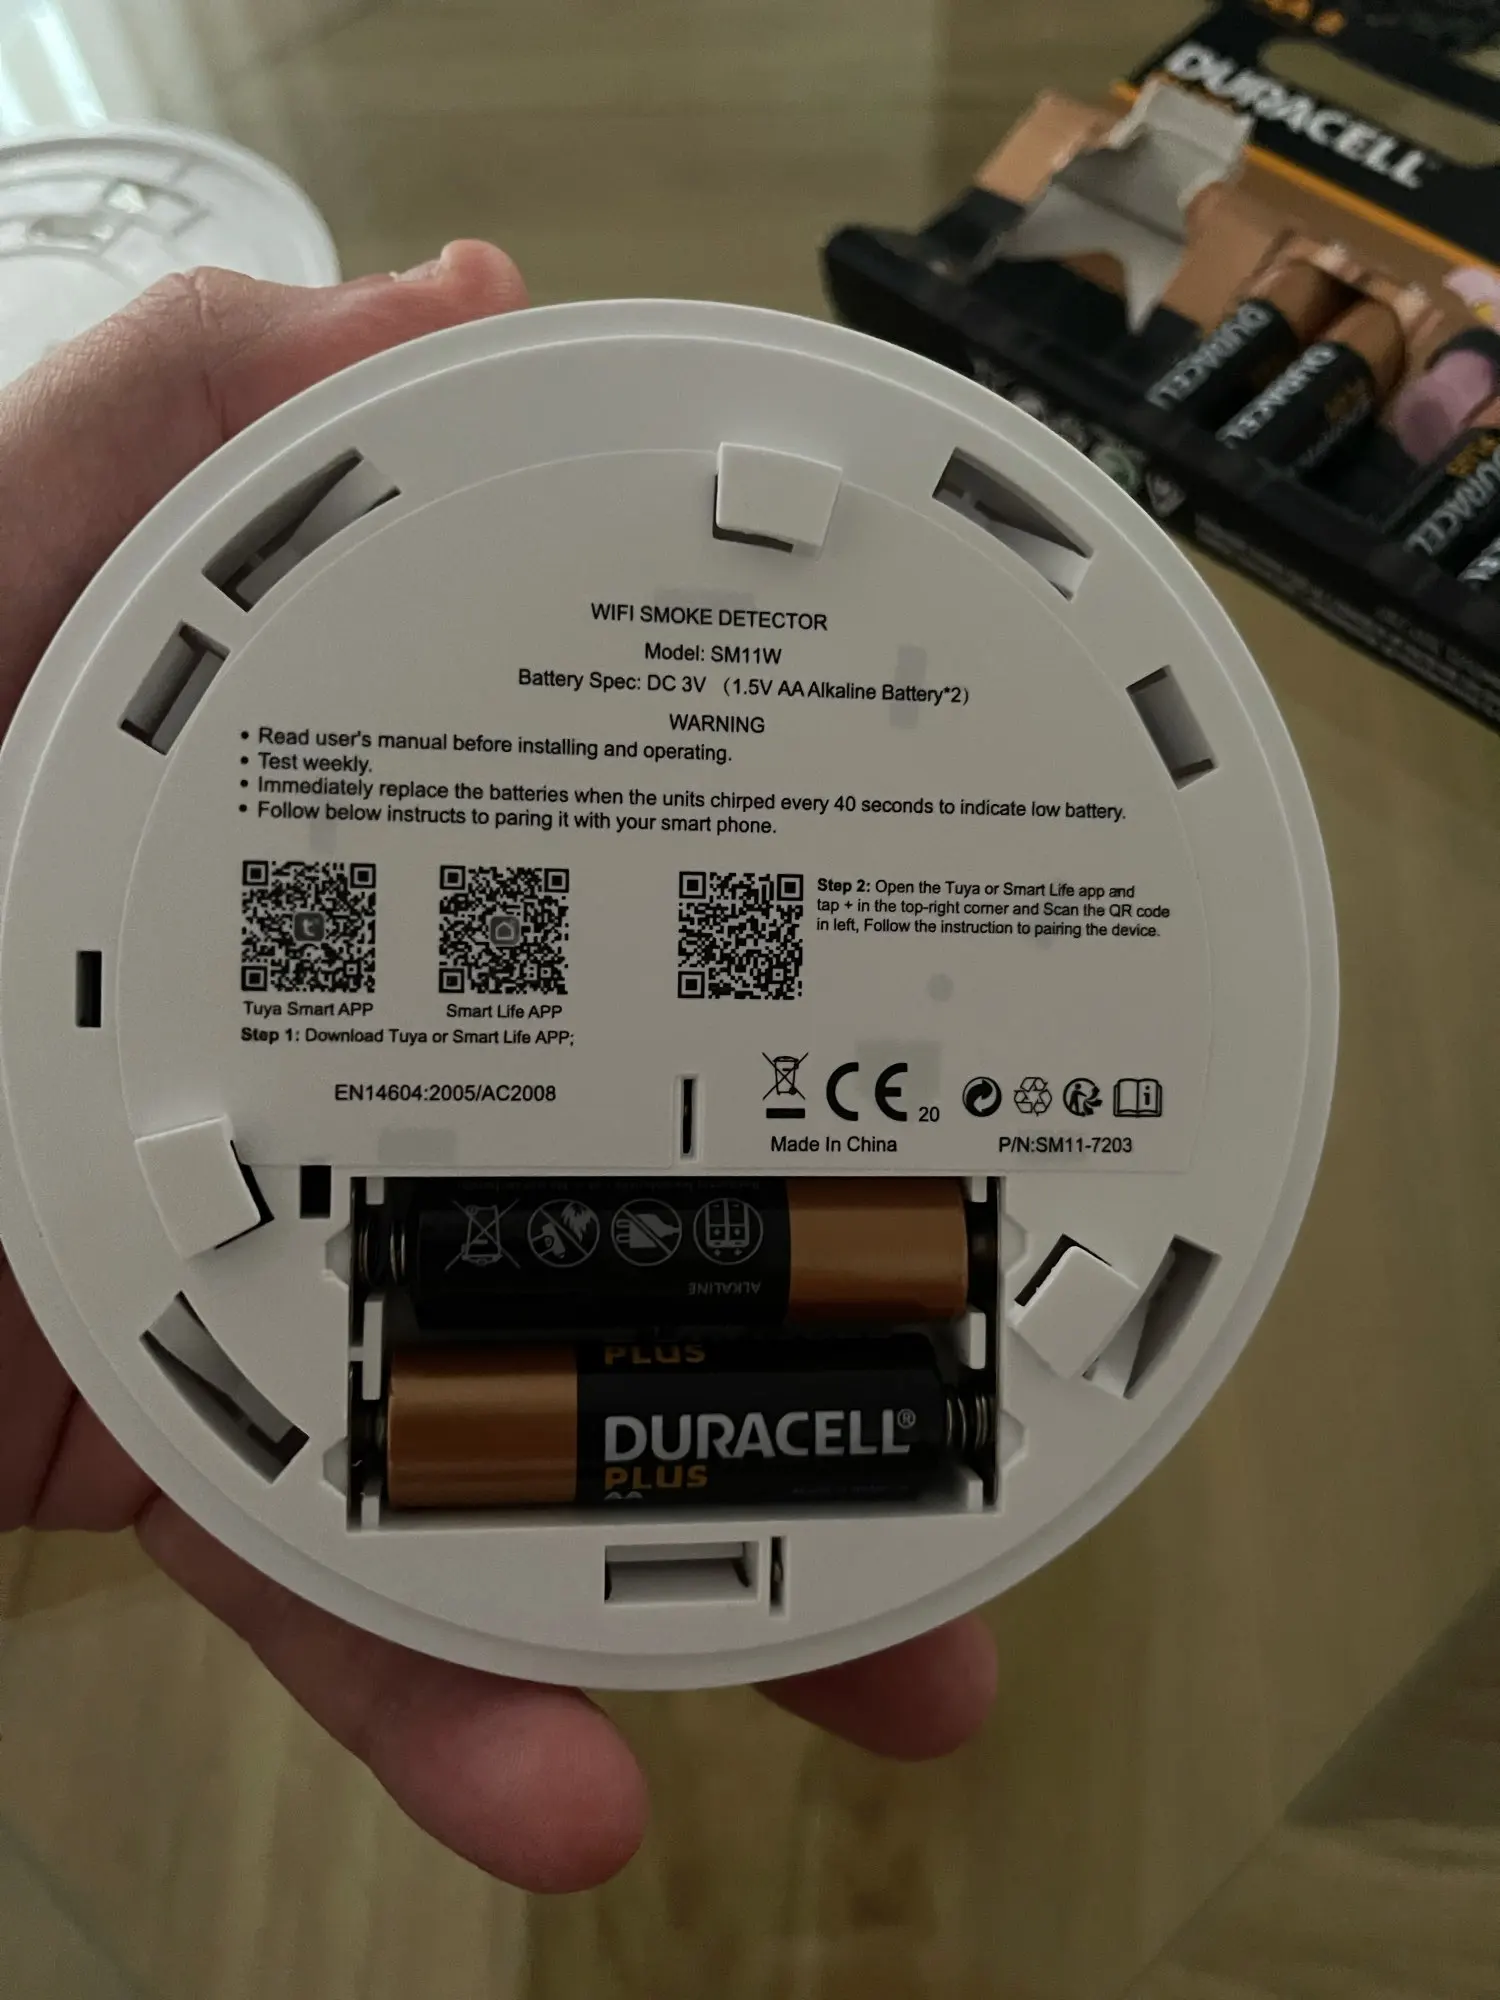 DURACELL
DURACELL
DURACELL
DURACELL
WIFI SMOKE DETECTOR
Model: SM11W
Battery Spec: DC 3V (1.5V AA Alkaline Battery*2)
WARNING
• Read user's manual before installing and operating.
• Test weekly.
• Immediately replace the batteries when the units chirped every 40 seconds to indicate low battery.
• Follow below instructs to paring it with your smart phone.
Tuya Smart APP
Smart Life APP
Step 1: Download Tuya or Smart Life APP;
Step 2: Open the Tuya or Smart Life app and
tap + in the top-right corner and Scan the QR code
in left, Follow the instruction to pairing the device.
EN14604:2005/AC2008
CE 20
Made In China
P/N:SM11-7203
ALKALINE
PLUS
DURACELL®
PLUS